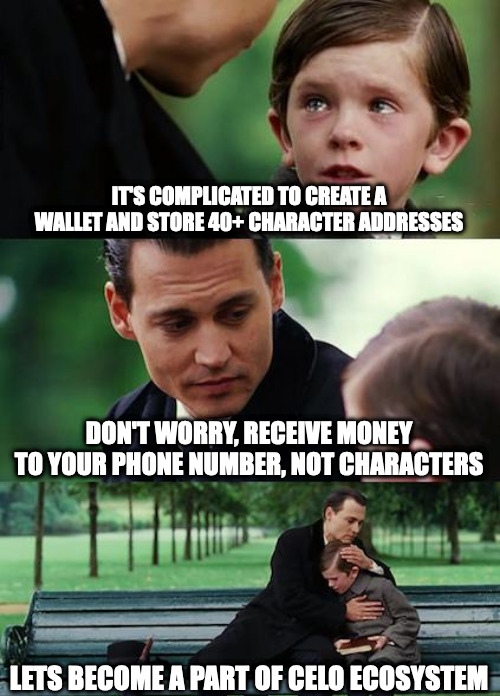 IT'S COMPLICATED TO CREATE A
WALLET AND STORE 40+ CHARACTER ADDRESSES
DON'T WORRY, RECEIVE MONEY
TO YOUR PHONE NUMBER, NOT CHARACTERS
LETS BECOME A PART OF CELO ECOSYSTEM